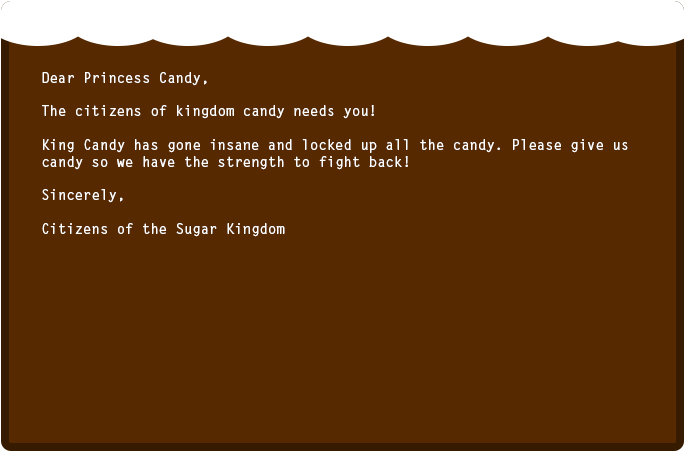 Dear Princess Candy,
The citizens of kingdom candy needs you!
King Candy has gone insane and locked up all the candy. Please give us
candy so we have the strength to fight back!
Sincerely,
Citizens of the Sugar Kingdom